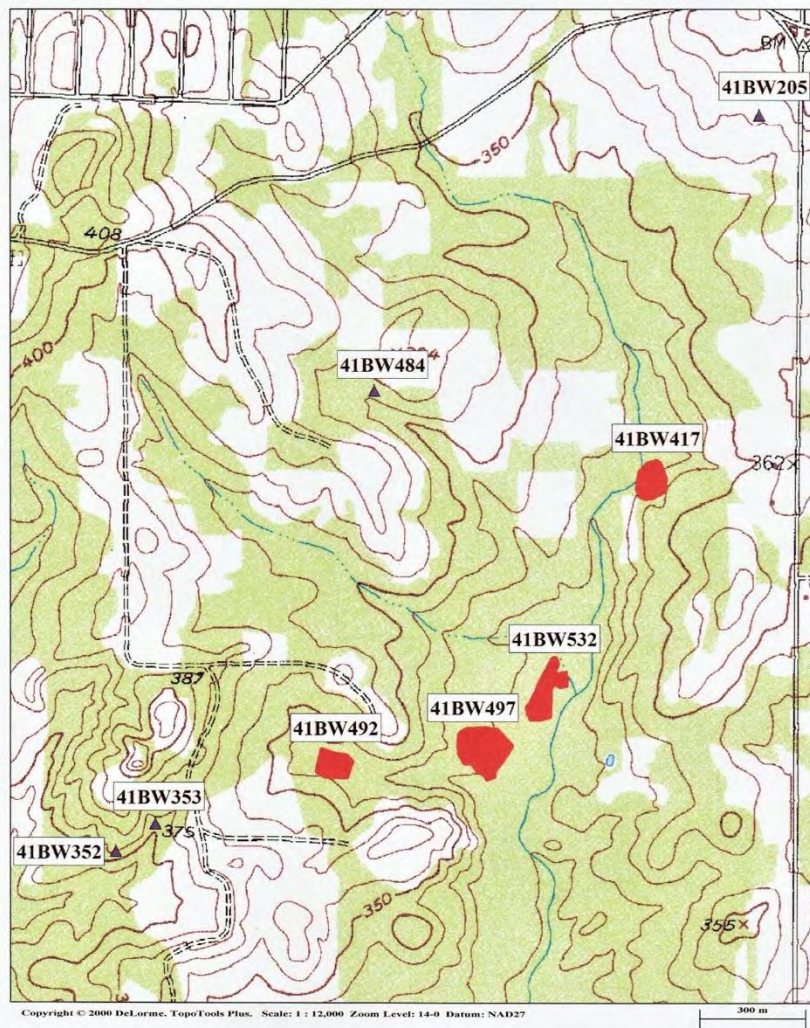 BM
41BW205
350
408
400
41BW484
41BW417
362
41BW532
387
41BW497
41BW492
41BW353
375
41BW352
350
355
Copyright © 2000 DeLorme. TopoTools Plus. Scale: 1 : 12,000 Zoom Level: 14-0 Datum: NAD27
300 m